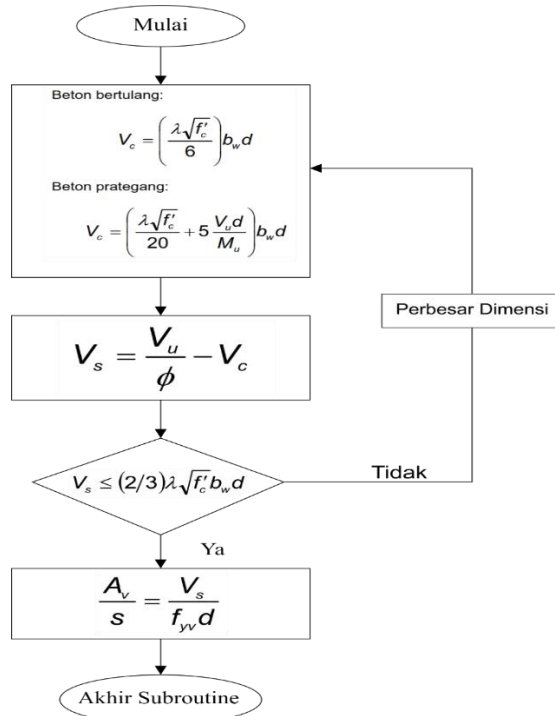 Mulai
Beton bertulang:
V_c = (λ√f'_c / 6) b_w d
Beton prategang:
V_c = (λ√f'_c / 20 + 5 V_u d / M_u) b_w d
Perbesar Dimensi
V_s = V_u / ϕ − V_c
V_s ≤ (2/3)λ√f'_c b_w d
Tidak
Ya
A_v / s = V_s / f_yv d
Akhir Subroutine